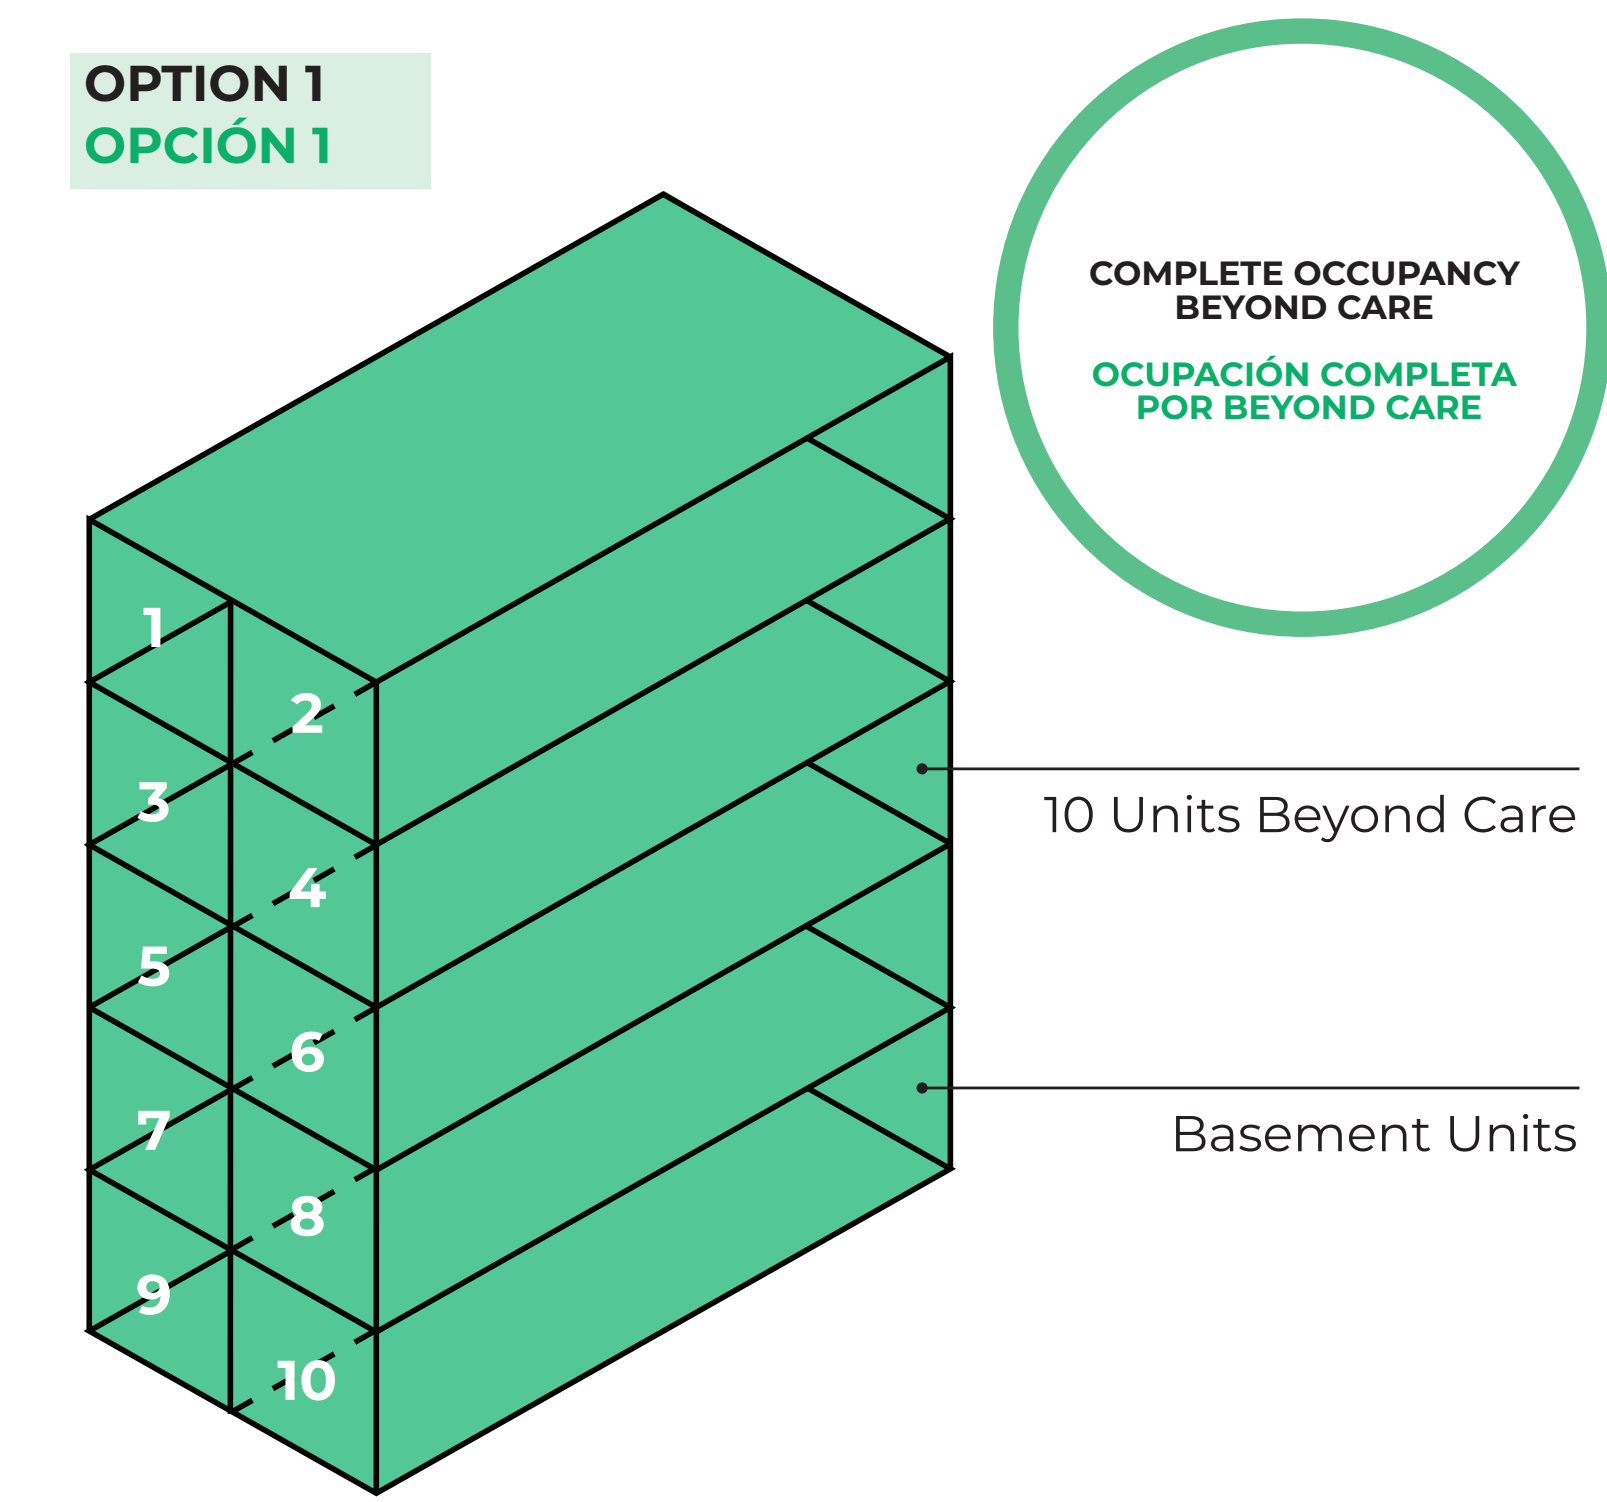 OPTION 1
OPCIÓN 1
COMPLETE OCCUPANCY
BEYOND CARE
OCUPACIÓN COMPLETA
POR BEYOND CARE
1
2
3
4
5
6
7
8
9
10
10 Units Beyond Care
Basement Units